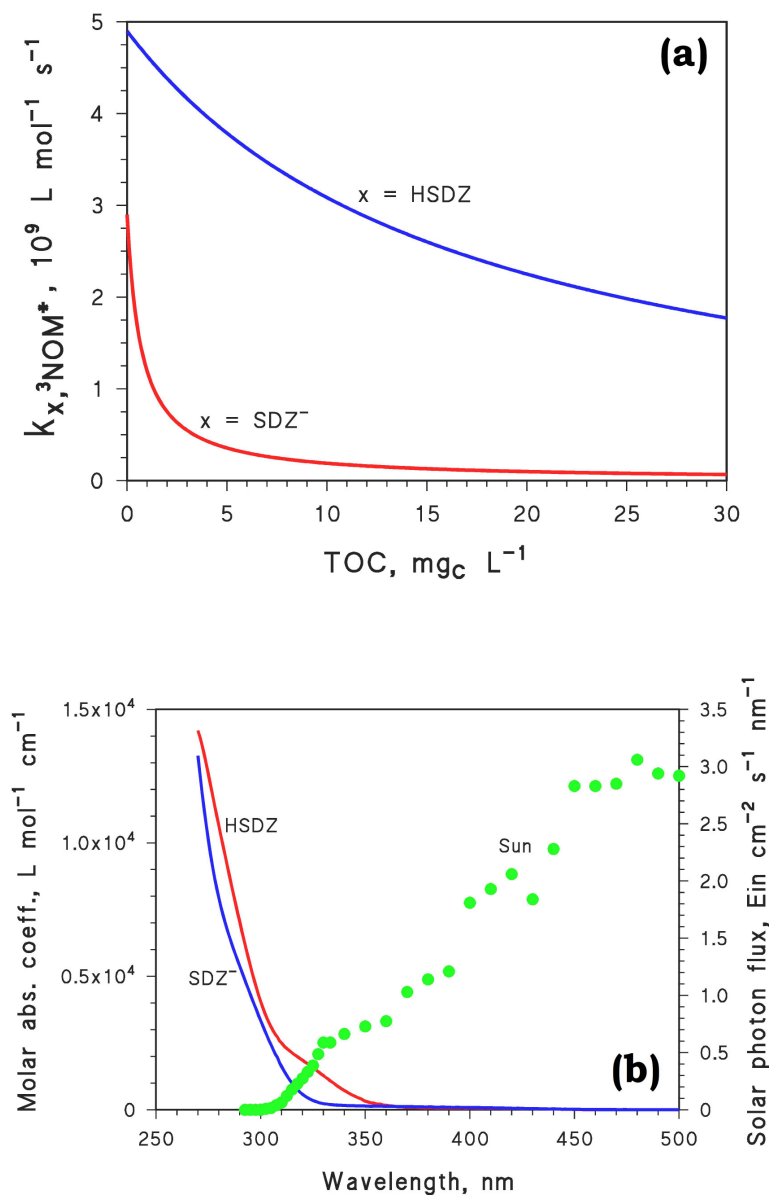 (a)
k x,³NOM* , 10⁹ L mol⁻¹ s⁻¹
5
4
3
2
1
0
x = HSDZ
x = SDZ⁻
0 5 10 15 20 25 30
TOC, mg_C L⁻¹
Molar abs. coeff., L mol⁻¹ cm⁻¹
1.5x10⁴
1.0x10⁴
0.5x10⁴
0
HSDZ
SDZ⁻
Sun
(b)
3.5
3.0
2.5
2.0
1.5
1.0
0.5
0
Solar photon flux, Ein cm⁻² s⁻¹ nm⁻¹
250 300 350 400 450 500
Wavelength, nm